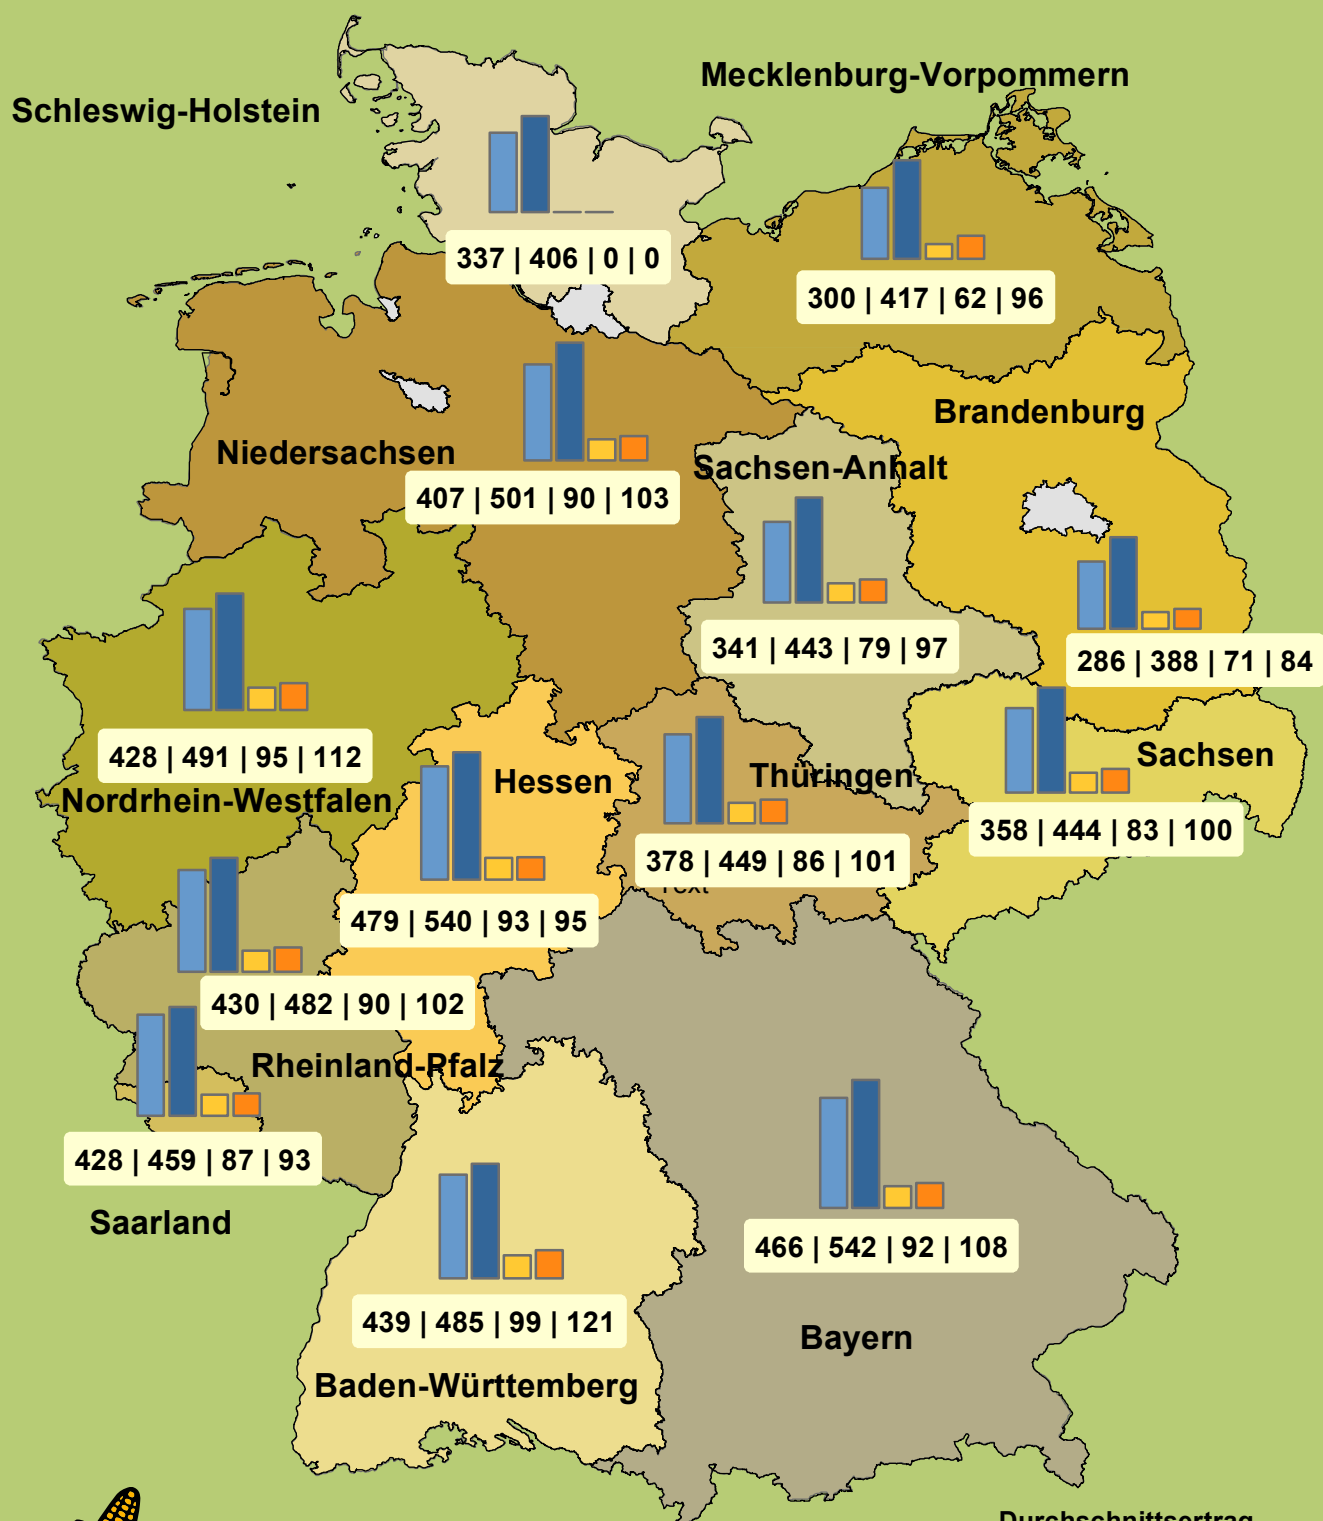 Mecklenburg-Vorpommern
Schleswig-Holstein
337 | 406 | 0 | 0
300 | 417 | 62 | 96
Brandenburg
Niedersachsen
Sachsen-Anhalt
407 | 501 | 90 | 103
341 | 443 | 79 | 97
286 | 388 | 71 | 84
428 | 491 | 95 | 112
Sachsen
Hessen
Thüringen
Nordrhein-Westfalen
358 | 444 | 83 | 100
378 | 449 | 86 | 101
Text
479 | 540 | 93 | 95
430 | 482 | 90 | 102
Rheinland-Pfalz
428 | 459 | 87 | 93
Saarland
466 | 542 | 92 | 108
439 | 485 | 99 | 121
Bayern
Baden-Württemberg
Durchschnittsertrag